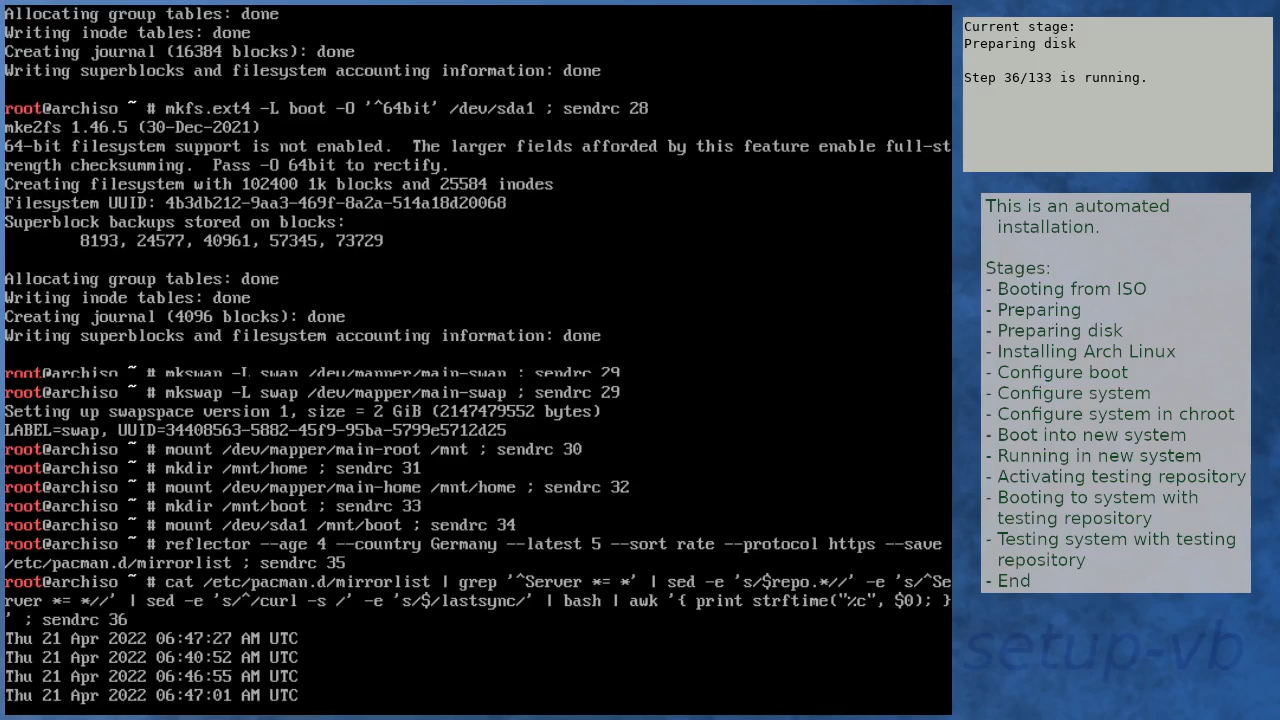 Allocating group tables: done
Writing inode tables: done
Creating journal (16384 blocks): done
Writing superblocks and filesystem accounting information: done
root@archiso ~ # mkfs.ext4 -L boot -O '^64bit' /dev/sda1 ; sendrc 28
mke2fs 1.46.5 (30-Dec-2021)
64-bit filesystem support is not enabled.  The larger fields afforded by this feature enable full-st
rength checksumming.  Pass -O 64bit to rectify.
Creating filesystem with 102400 1k blocks and 25584 inodes
Filesystem UUID: 4b3db212-9aa3-469f-8a2a-514a18d20068
Superblock backups stored on blocks:
        8193, 24577, 40961, 57345, 73729
Allocating group tables: done
Writing inode tables: done
Creating journal (4096 blocks): done
Writing superblocks and filesystem accounting information: done
root@archiso ~ # mkswap -L swap /dev/mapper/main-swap ; sendrc 29
root@archiso ~ # mkswap -L swap /dev/mapper/main-swap ; sendrc 29
Setting up swapspace version 1, size = 2 GiB (2147479552 bytes)
LABEL=swap, UUID=34408563-5882-45f9-95ba-5799e5712d25
root@archiso ~ # mount /dev/mapper/main-root /mnt ; sendrc 30
root@archiso ~ # mkdir /mnt/home ; sendrc 31
root@archiso ~ # mount /dev/mapper/main-home /mnt/home ; sendrc 32
root@archiso ~ # mkdir /mnt/boot ; sendrc 33
root@archiso ~ # mount /dev/sda1 /mnt/boot ; sendrc 34
root@archiso ~ # reflector --age 4 --country Germany --latest 5 --sort rate --protocol https --save
/etc/pacman.d/mirrorlist ; sendrc 35
root@archiso ~ # cat /etc/pacman.d/mirrorlist | grep '^Server *= *' | sed -e 's/$repo.*//' -e 's/^Se
rver *= *//' | sed -e 's/^/curl -s /' -e 's/$/lastsync/' | bash | awk '{ print strftime("%c", $0); }
' ; sendrc 36
Thu 21 Apr 2022 06:47:27 AM UTC
Thu 21 Apr 2022 06:40:52 AM UTC
Thu 21 Apr 2022 06:46:55 AM UTC
Thu 21 Apr 2022 06:47:01 AM UTC
Current stage:
Preparing disk
Step 36/133 is running.
This is an automated
installation.
Stages:
- Booting from ISO
- Preparing
- Preparing disk
- Installing Arch Linux
- Configure boot
- Configure system
- Configure system in chroot
- Boot into new system
- Running in new system
- Activating testing repository
- Booting to system with
testing repository
- Testing system with testing
repository
- End
setup-vb